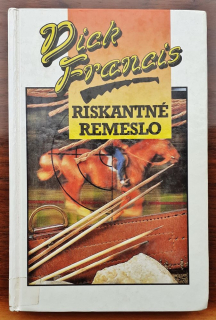 Dick
Francis
RISKANTNÉ
REMESLO